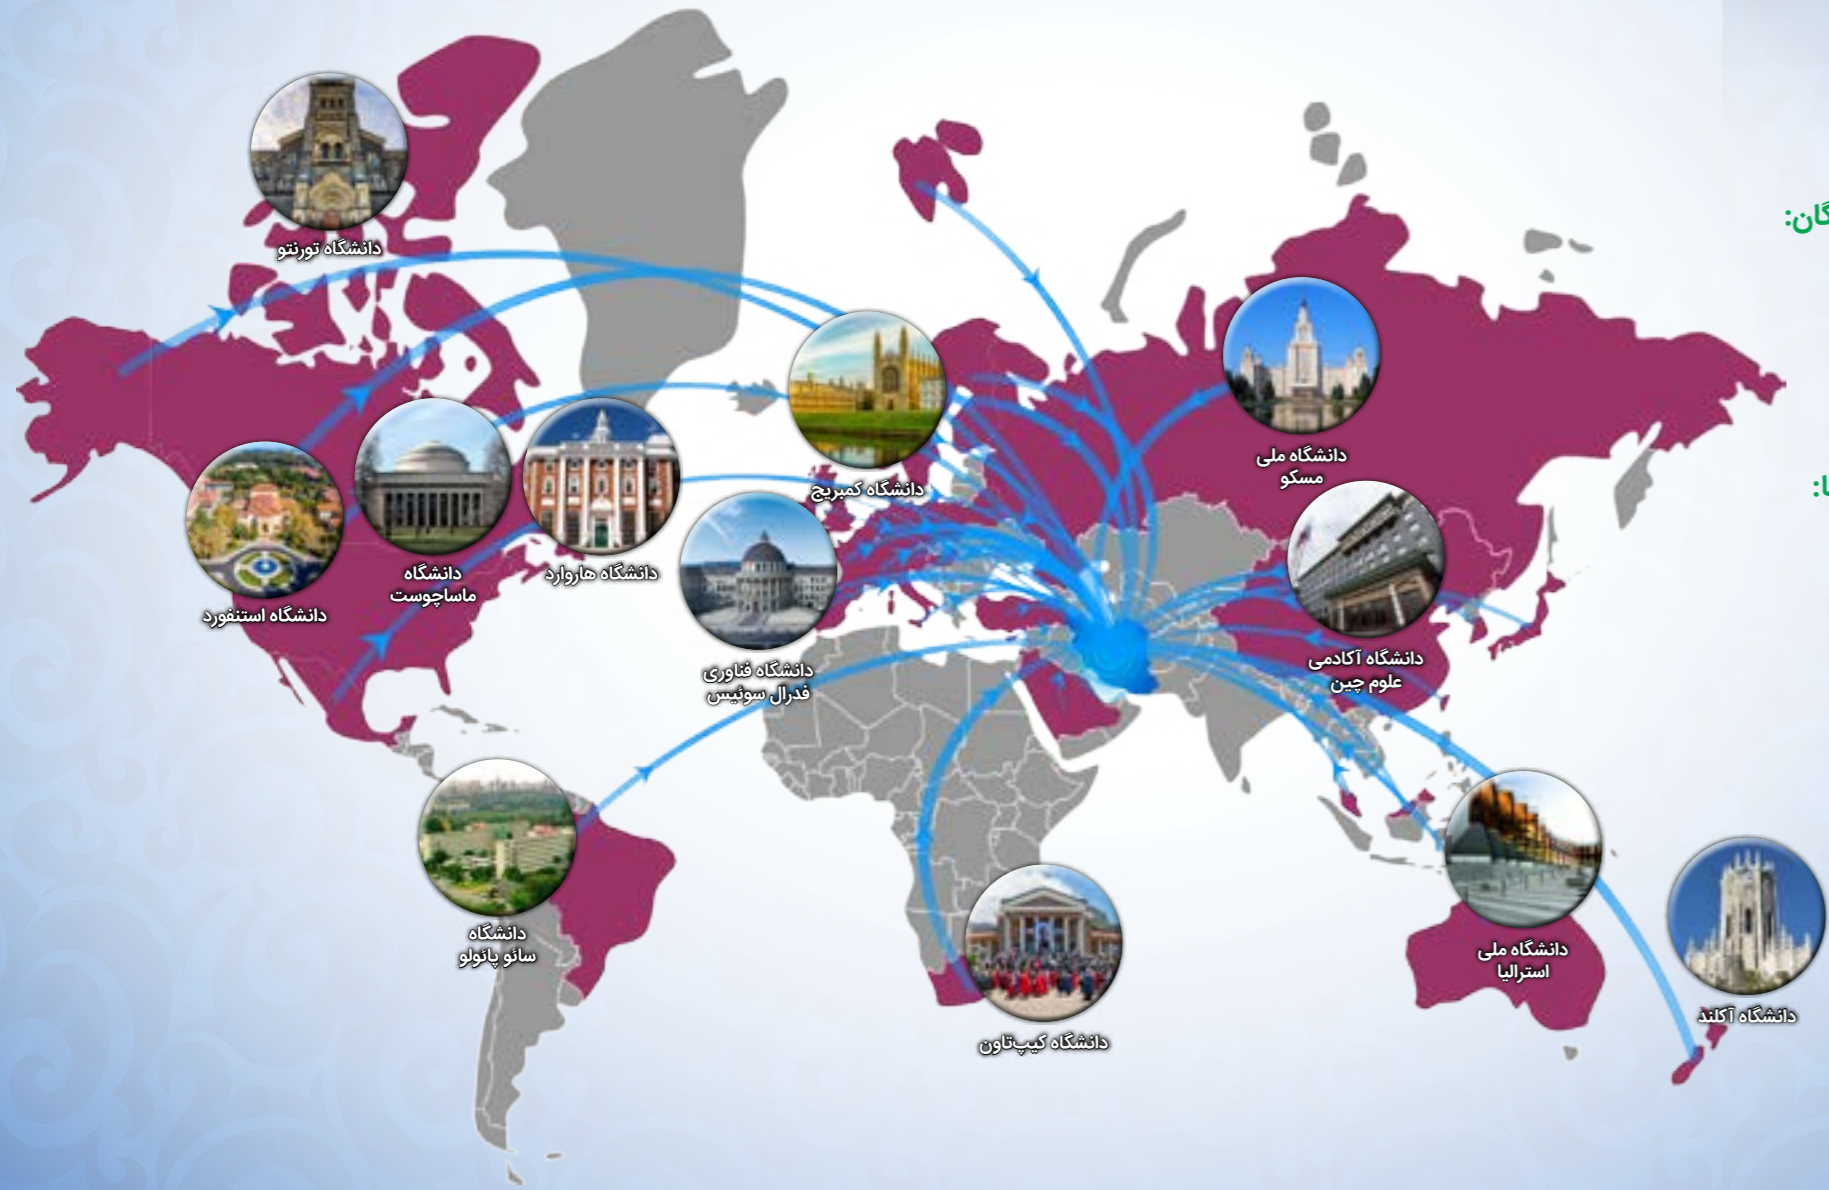 دانشگاه تورنتو
دانشگاه استنفورد
دانشگاه
ماساچوست
دانشگاه هاروارد
دانشگاه کمبریج
دانشگاه فناوری
فدرال سوئیس
دانشگاه ملی
مسکو
دانشگاه آکادمی
علوم چین
دانشگاه
سائو پائولو
دانشگاه کیپ‌تاون
دانشگاه ملی
استرالیا
دانشگاه آکلند